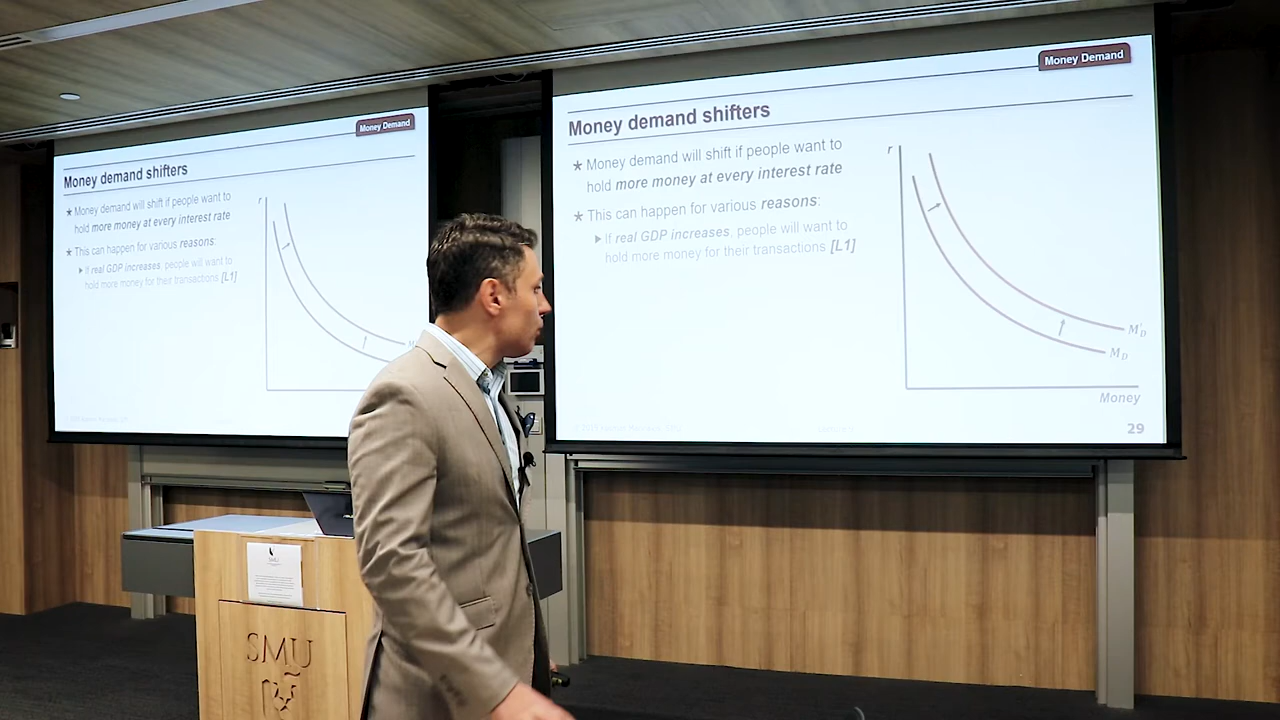 Money Demand
Money demand shifters
★ Money demand will shift if people want to
hold more money at every interest rate
★ This can happen for various reasons:
▶ If real GDP increases, people will want to
hold more money for their transactions [L1]
r
M
Money Demand
Money demand shifters
★ Money demand will shift if people want to
hold more money at every interest rate
★ This can happen for various reasons:
▶ If real GDP increases, people will want to
hold more money for their transactions [L1]
r
M'D
MD
Money
29
SMU
SMU